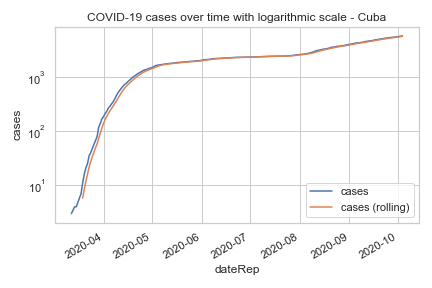 COVID-19 cases over time with logarithmic scale - Cuba
cases
10³
10²
10¹
cases
cases (rolling)
2020-04
2020-05
2020-06
2020-07
2020-08
2020-09
2020-10
dateRep